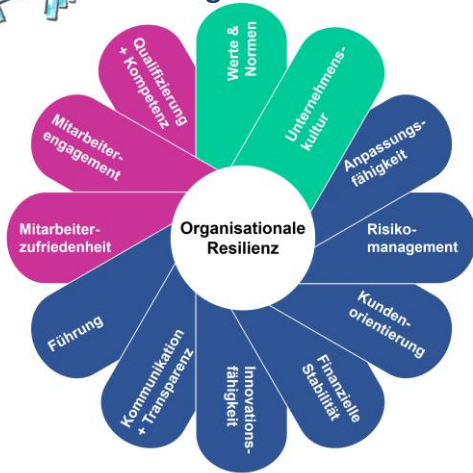 Organisationale
Resilienz
Werte &
Normen
Unternehmens-
kultur
Anpassungs-
fähigkeit
Risiko-
management
Kunden-
orientierung
Finanzielle
Stabilität
Innovations-
fähigkeit
Kommunikation
+ Transparenz
Führung
Mitarbeiter-
zufriedenheit
Mitarbeiter-
engagement
Qualifizierung
+ Kompetenz